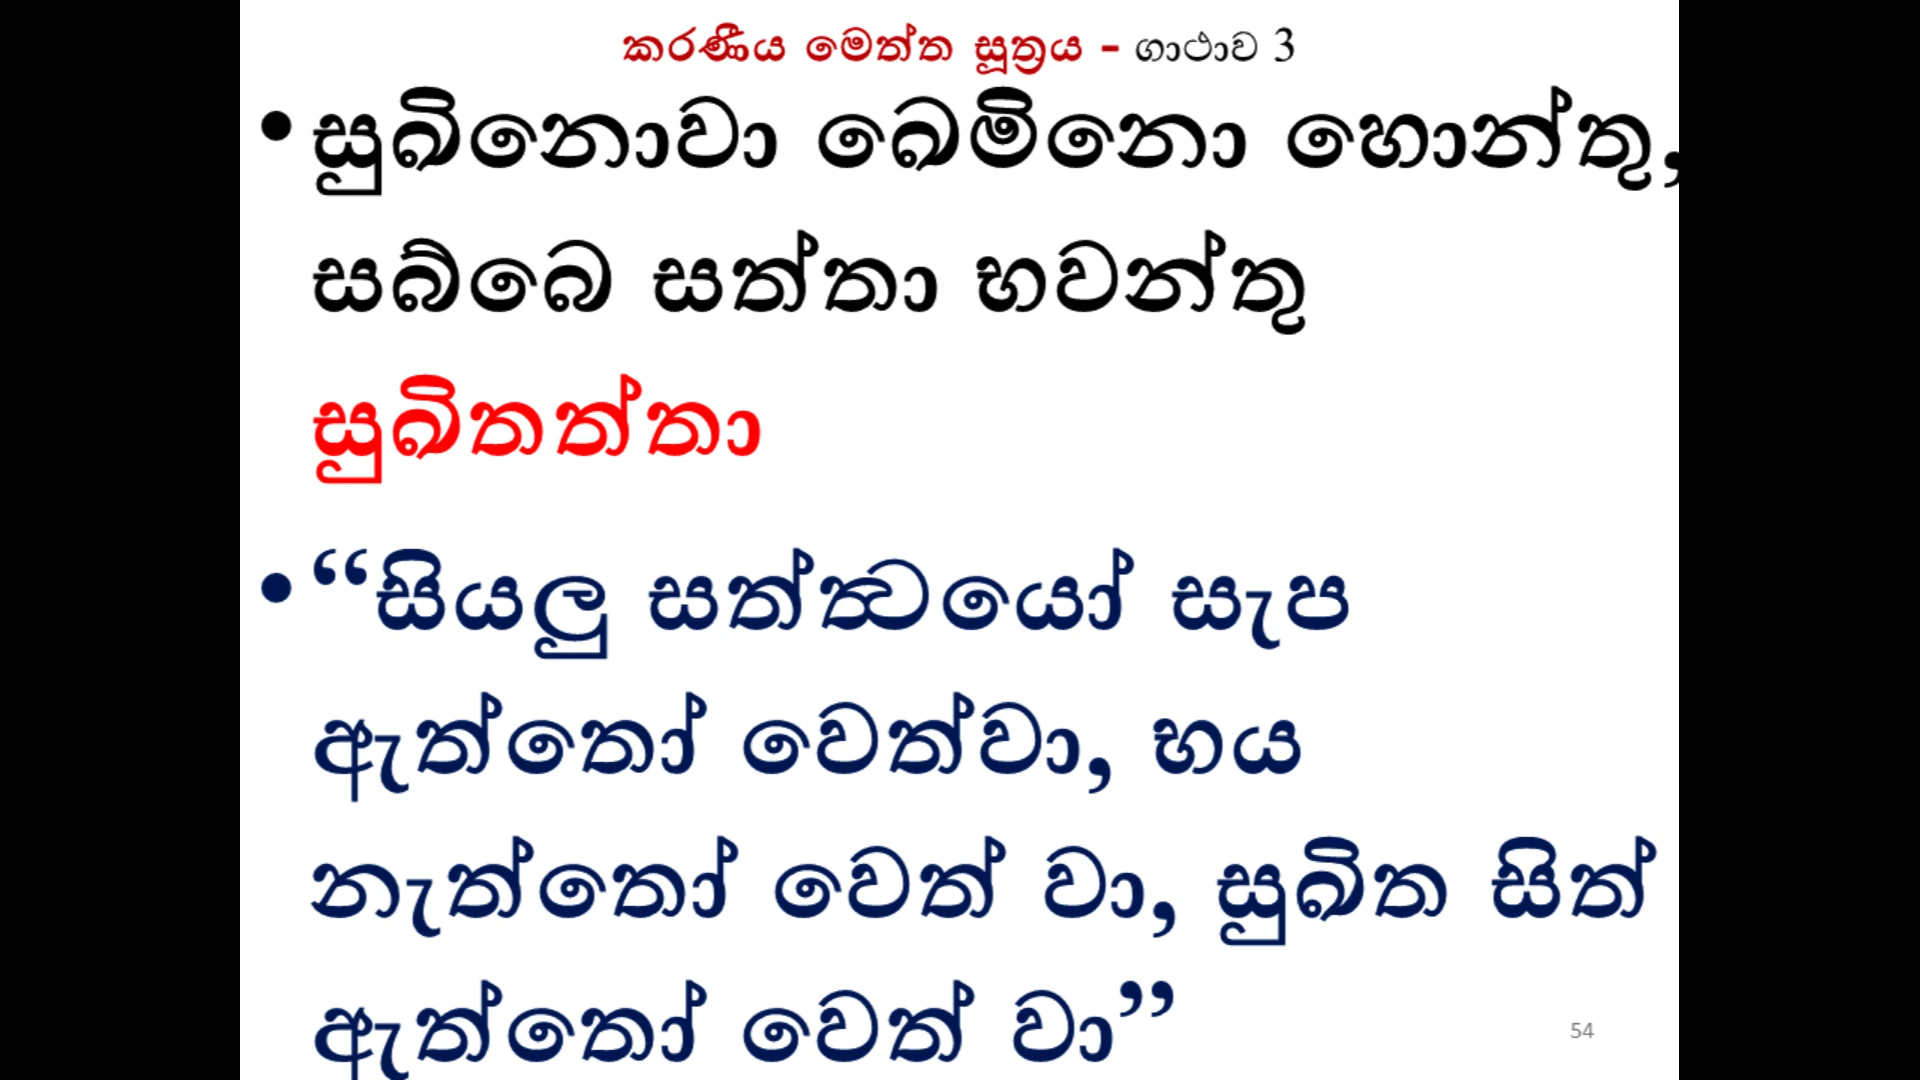 කරණීය මෙත්ත සූත්‍රය - ගාථාව 3
• සුඛිනොවා ඛෙමිනො හොන්තු,
සබ්බෙ සත්තා භවන්තු
සුඛිතත්තා
• “සියලු සත්ත්‍වයෝ සැප
ඇත්තෝ වෙත්වා, භය
නැත්තෝ වෙත් වා, සුඛිත සිත්
ඇත්තෝ වෙත් වා”
54